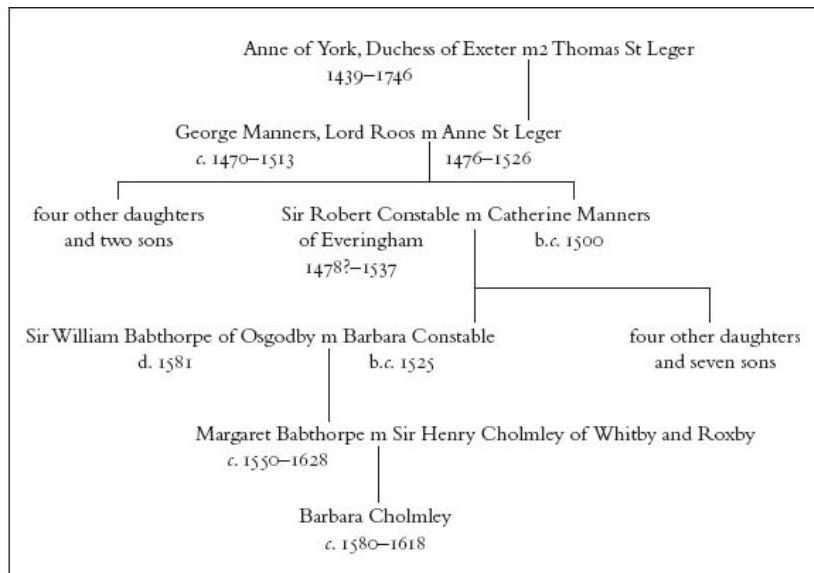 Anne of York, Duchess of Exeter m2 Thomas St Leger
1439–1746
George Manners, Lord Roos m Anne St Leger
c. 1470–1513 1476–1526
four other daughters Sir Robert Constable m Catherine Manners
and two sons of Everingham b.c. 1500
1478?–1537
Sir William Babthorpe of Osgodby m Barbara Constable four other daughters
d. 1581 b.c. 1525 and seven sons
Margaret Babthorpe m Sir Henry Cholmley of Whitby and Roxby
c. 1550–1628
Barbara Cholmley
c. 1580–1618